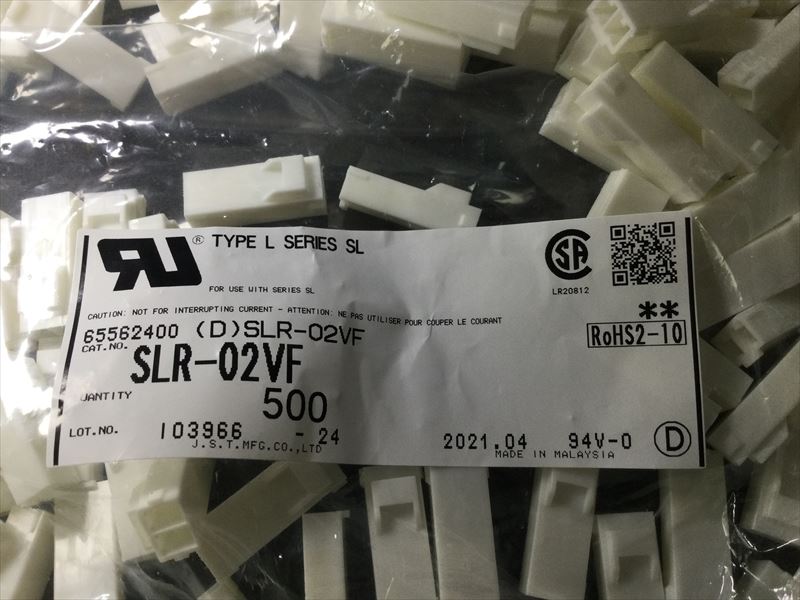 RU ® TYPE L SERIES SL
FOR USE WITH SERIES SL
CSA
LR20812
CAUTION: NOT FOR INTERRUPTING CURRENT - ATTENTION: NE PAS UTILISER POUR COUPER LE COURANT
**
65562400 (D)SLR-02VF
RoHS2-10
CAT.NO. SLR-02VF
UANTITY 500
LOT.NO. 103966 - 24
2021.04 94V-0 D
J.S.T.MFG.CO.,LTD
MADE IN MALAYSIA